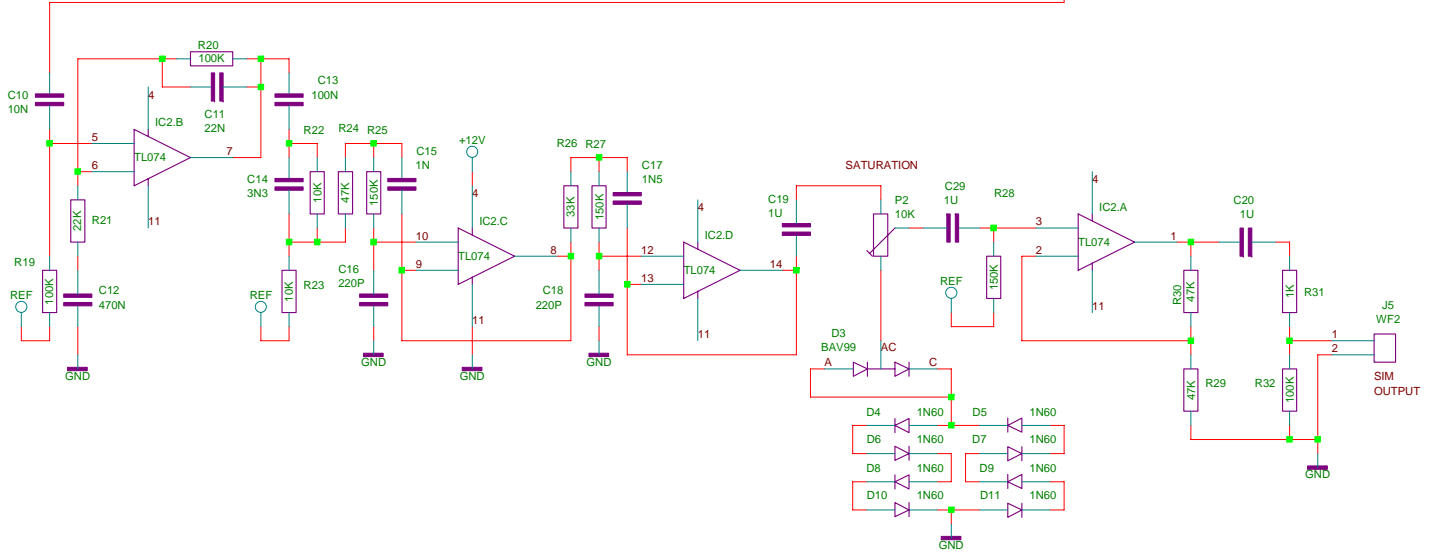 R20
100K
C10
10N
C11
22N
4
IC2.B
5
6
TL074
7
11
22K
R21
R19
100K
REF
C12
470N
GND
C13
100N
R22
10K
C14
3N3
R24
47K
R25
150K
C15
1N
REF
10K
R23
C16
220P
GND
+12V
4
IC2.C
10
9
TL074
8
11
GND
R26
33K
R27
150K
C17
1N5
C18
220P
GND
4
IC2.D
12
13
TL074
14
11
C19
1U
SATURATION
P2
10K
C29
1U
R28
150K
REF
D3
BAV99
A
AC
C
D4
1N60
D5
1N60
D6
1N60
D7
1N60
D8
1N60
D9
1N60
D10
1N60
D11
1N60
GND
4
IC2.A
3
2
TL074
1
11
C20
1U
R30
47K
R29
47K
R31
1K
R32
100K
GND
J5
WF2
1
2
SIM
OUTPUT